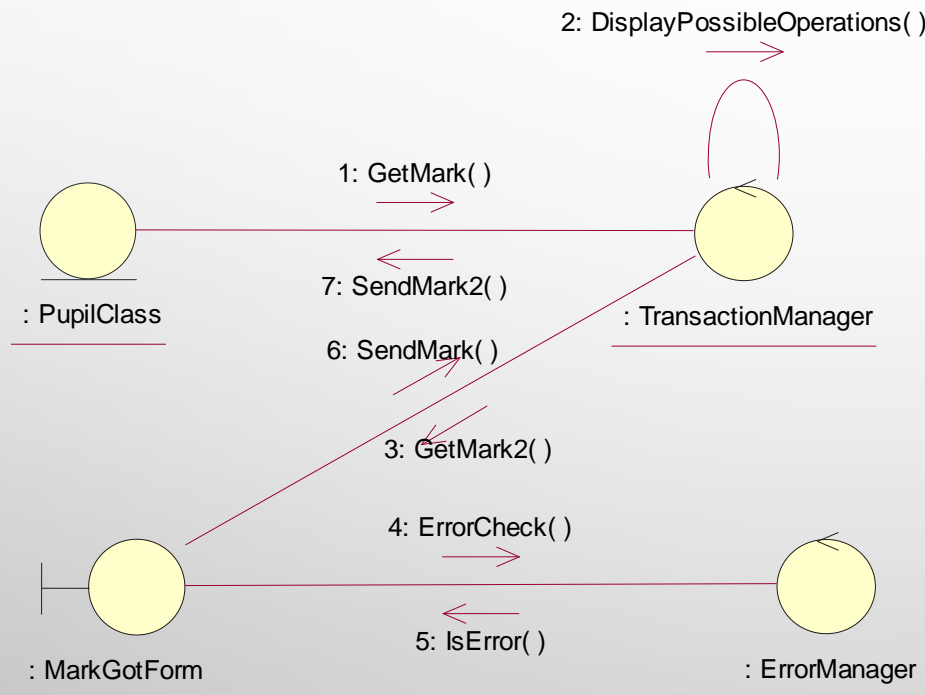 2: DisplayPossibleOperations( )
1: GetMark( )
7: SendMark2( )
: PupilClass
: TransactionManager
6: SendMark( )
3: GetMark2( )
4: ErrorCheck( )
5: IsError( )
: MarkGotForm
: ErrorManager